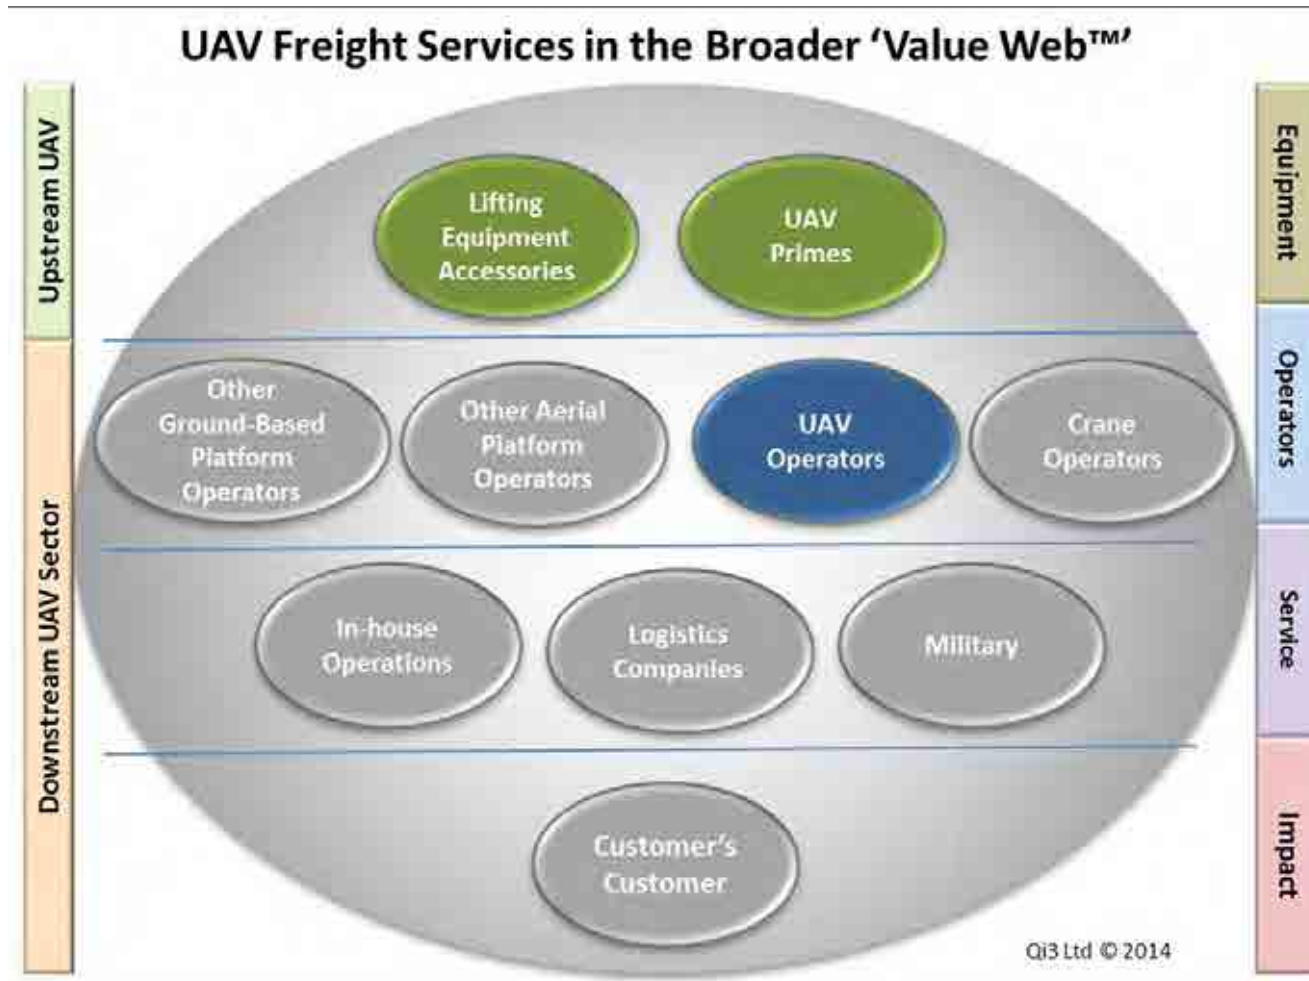 UAV Freight Services in the Broader ‘Value Web™’
Upstream UAV
Equipment
Lifting
Equipment
Accessories
UAV
Primes
Downstream UAV Sector
Operators
Other
Ground-Based
Platform
Operators
Other Aerial
Platform
Operators
UAV
Operators
Crane
Operators
Service
In-house
Operations
Logistics
Companies
Military
Impact
Customer’s
Customer
Qi3 Ltd © 2014